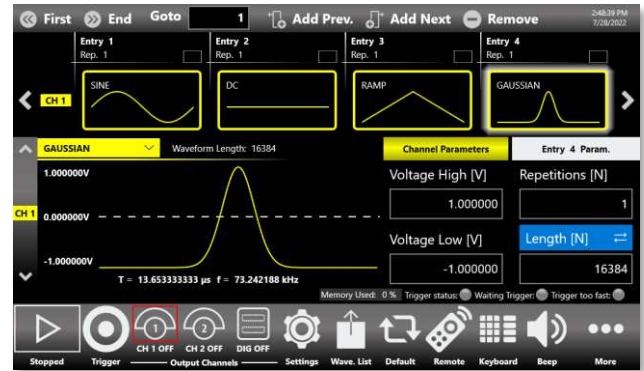 First End Goto 1 Add Prev. Add Next Remove 2:48:39 PM
7/28/2022
Entry 1 Entry 2 Entry 3 Entry 4
Rep. 1 Rep. 1 Rep. 1 Rep. 1
CH 1 SINE DC RAMP GAUSSIAN
GAUSSIAN Waveform Length: 16384 Channel Parameters Entry 4 Param.
1.000000V Voltage High [V] Repetitions [N]
1.000000 1
CH 1 0.000000V
Voltage Low [V] Length [N]
-1.000000V -1.000000 16384
T = 13.653333333 µs f = 73.242188 kHz
Memory Used: 0 % Trigger status: Waiting Trigger: Trigger too fast:
1 2
CH 1 OFF CH 2 OFF DIG OFF
Stopped Trigger Output Channels Settings Wave. List Default Remote Keyboard Beep More